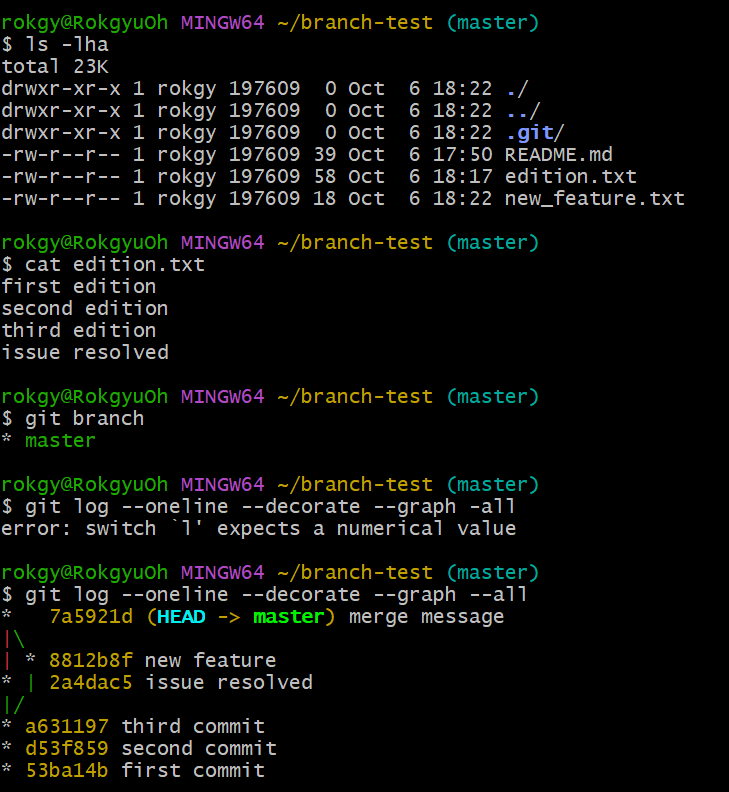 rokgy@RokgyuOh MINGW64 ~/branch-test (master)
$ ls -lha
total 23K
drwxr-xr-x 1 rokgy 197609  0 Oct  6 18:22 ./
drwxr-xr-x 1 rokgy 197609  0 Oct  6 18:22 ../
drwxr-xr-x 1 rokgy 197609  0 Oct  6 18:22 .git/
-rw-r--r-- 1 rokgy 197609 39 Oct  6 17:50 README.md
-rw-r--r-- 1 rokgy 197609 58 Oct  6 18:17 edition.txt
-rw-r--r-- 1 rokgy 197609 18 Oct  6 18:22 new_feature.txt
rokgy@RokgyuOh MINGW64 ~/branch-test (master)
$ cat edition.txt
first edition
second edition
third edition
issue resolved
rokgy@RokgyuOh MINGW64 ~/branch-test (master)
$ git branch
* master
rokgy@RokgyuOh MINGW64 ~/branch-test (master)
$ git log --oneline --decorate --graph -all
error: switch `l' expects a numerical value
rokgy@RokgyuOh MINGW64 ~/branch-test (master)
$ git log --oneline --decorate --graph --all
*   7a5921d (HEAD -> master) merge message
|\
| * 8812b8f new feature
* | 2a4dac5 issue resolved
|/
* a631197 third commit
* d53f859 second commit
* 53ba14b first commit